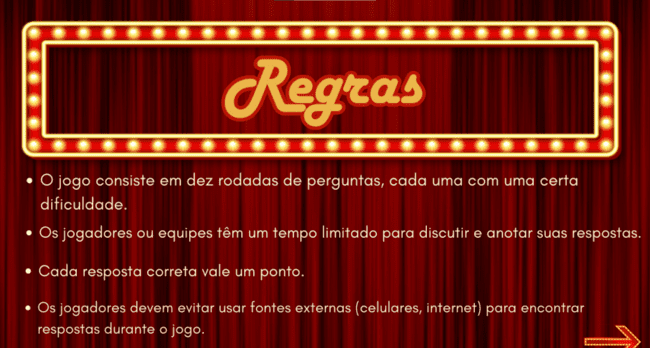 Regras
• O jogo consiste em dez rodadas de perguntas, cada uma com uma certa
dificuldade.
• Os jogadores ou equipes têm um tempo limitado para discutir e anotar suas respostas.
• Cada resposta correta vale um ponto.
• Os jogadores devem evitar usar fontes externas (celulares, internet) para encontrar
respostas durante o jogo.